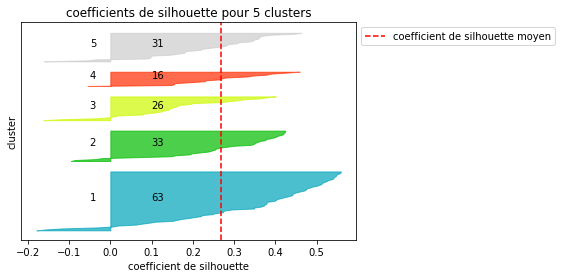 coefficients de silhouette pour 5 clusters
coefficient de silhouette moyen
cluster
5 31
4 16
3 26
2 33
1 63
−0.2 −0.1 0.0 0.1 0.2 0.3 0.4 0.5
coefficient de silhouette